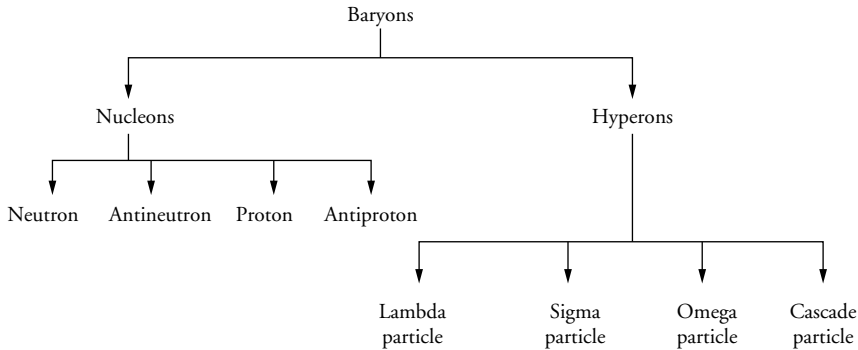 Baryons
Nucleons
Hyperons
Neutron
Antineutron
Proton
Antiproton
Lambda
particle
Sigma
particle
Omega
particle
Cascade
particle